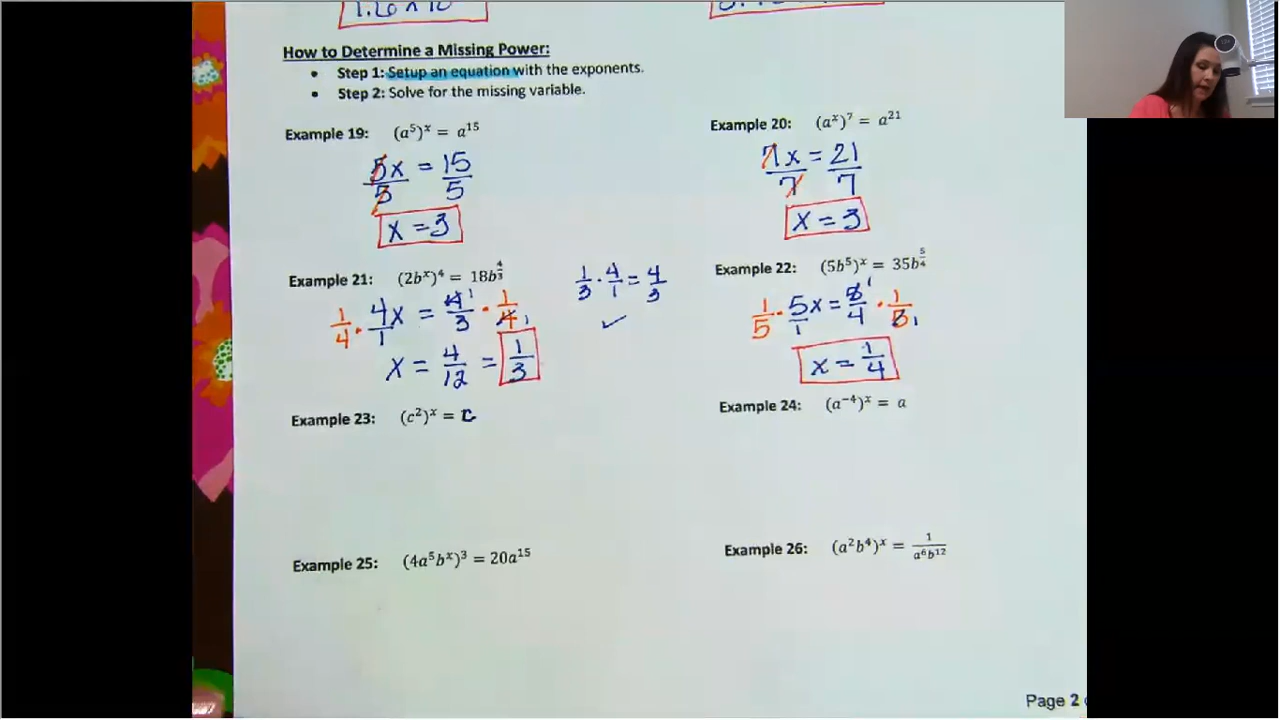 How to Determine a Missing Power:
• Step 1: Setup an equation with the exponents.
• Step 2: Solve for the missing variable.
Example 19: (a⁵)ˣ = a¹⁵
5x/5 = 15/5
x = 3
Example 20: (aˣ)⁷ = a²¹
7x/7 = 21/7
x = 3
Example 21: (2bˣ)⁴ = 18b^(4/3)
1/4 · 4x/1 = 4/3 · 1/4
x = 4/12 = 1/3
1/3 · 4/1 = 4/3
✓
Example 22: (5b⁵)ˣ = 35b^(5/4)
1/5 · 5/1 x = 5/4 · 1/5
x = 1/4
Example 23: (c²)ˣ = c
Example 24: (a⁻⁴)ˣ = a
Example 25: (4a⁵bˣ)³ = 20a¹⁵
Example 26: (a²b⁴)ˣ = 1/(a⁶b¹²)
Page 2